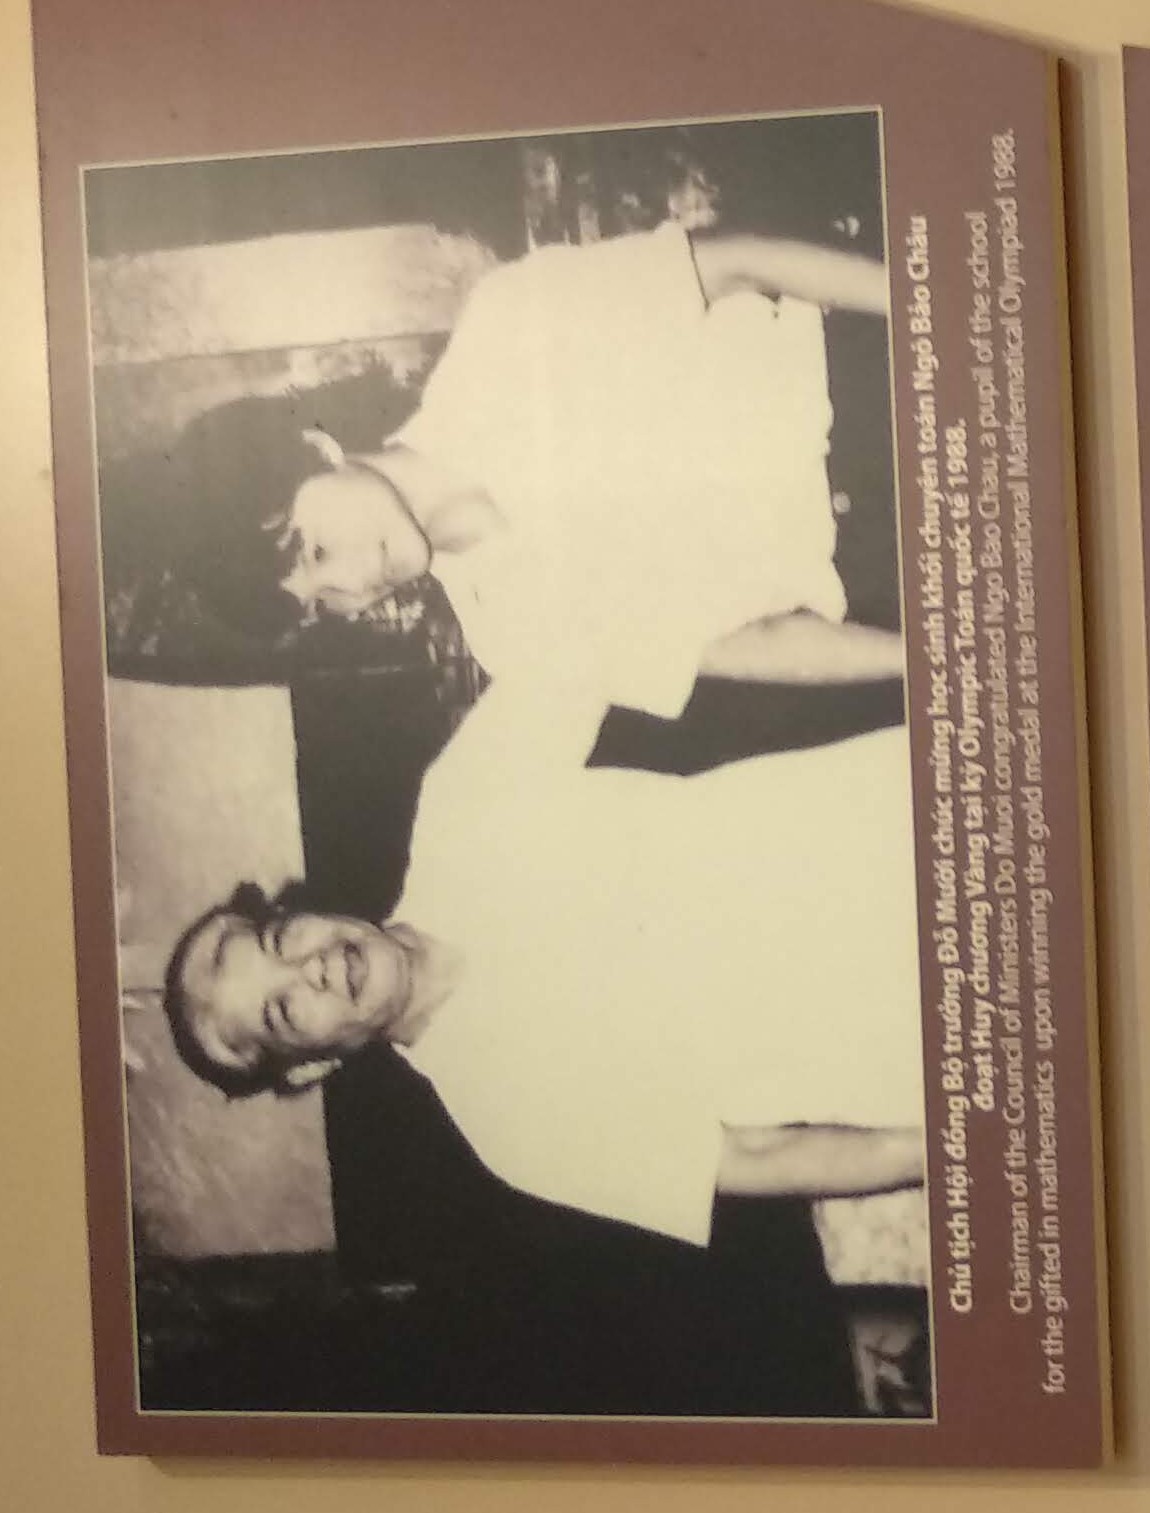 Chủ tịch Hội đồng Bộ trưởng Đỗ Mười chúc mừng học sinh khối chuyên toán Ngô Bảo Châu
đoạt Huy chương Vàng tại kỳ Olympic Toán quốc tế 1988.
Chairman of the Council of Ministers Do Muoi congratulated Ngo Bao Chau, a pupil of the school
for the gifted in mathematics upon winning the gold medal at the International Mathematical Olympiad 1988.